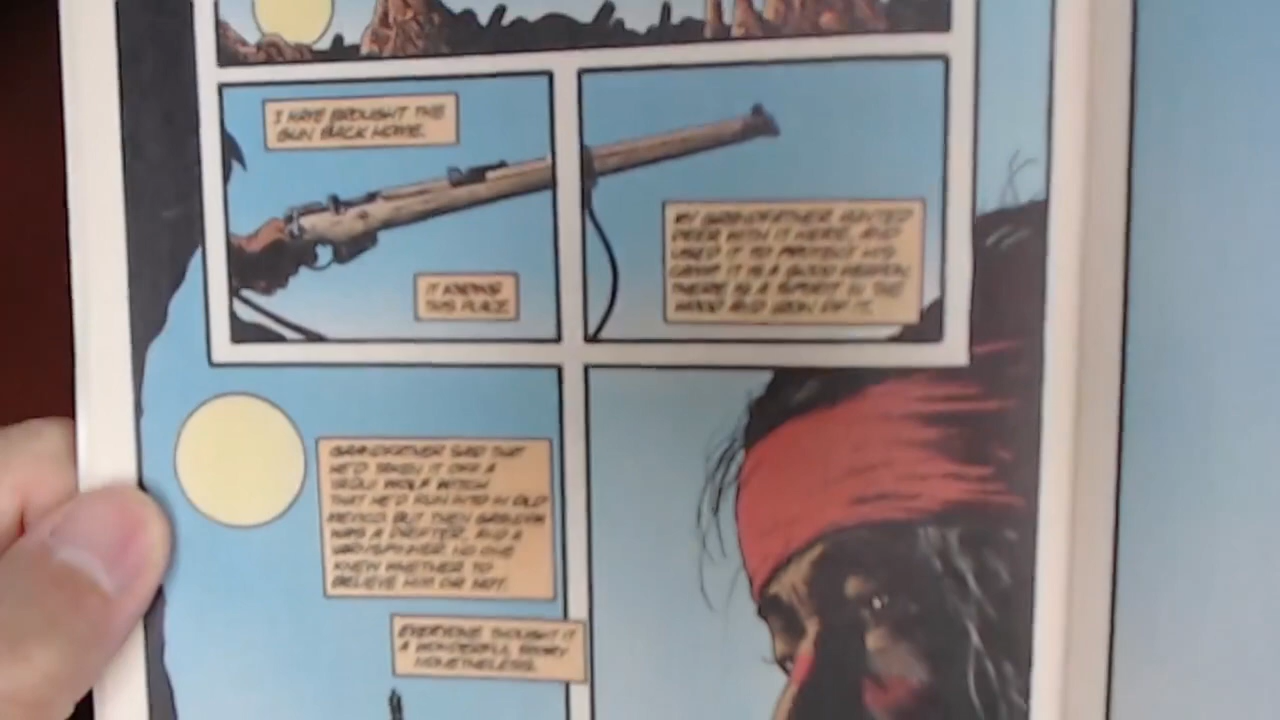 I HAVE BROUGHT THE
GUN BACK HOME.
IT KNOWS
THIS PLACE.
MY GRANDFATHER HUNTED
DEER WITH IT HERE, AND
USED IT TO PROTECT HIS
CAMP. IT IS A GOOD WEAPON.
THERE IS A SPIRIT IN THE
WOOD AND IRON OF IT.
GRANDFATHER SAID THAT
HE'D TAKEN IT OFF A
WOLF WITCH
THAT HE'D RUN INTO IN OLD
MEXICO. BUT THEN
WAS A DRIFTER, AND A
NO ONE
KNEW WHETHER TO
BELIEVE HIM OR NOT.
EVERYONE THOUGHT IT
A WONDERFUL STORY
NONETHELESS.